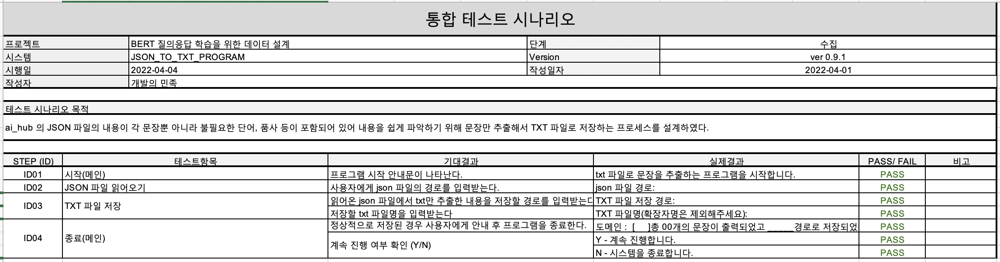 통합 테스트 시나리오
프로젝트 BERT 질의응답 학습을 위한 데이터 설계 단계 수집
시스템 JSON_TO_TXT_PROGRAM Version ver 0.9.1
시행일 2022-04-04 작성일자 2022-04-01
작성자 개발의 민족
테스트 시나리오 목적
ai_hub 의 JSON 파일의 내용이 각 문장뿐 아니라 불필요한 단어, 품사 등이 포함되어 있어 내용을 쉽게 파악하기 위해 문장만 추출해서 TXT 파일로 저장하는 프로세스를 설계하였다.
STEP (ID) 테스트항목 기대결과 실제결과 PASS/ FAIL 비고
ID01 시작(메인) 프로그램 시작 안내문이 나타난다. txt 파일로 문장을 추출하는 프로그램을 시작합니다. PASS
ID02 JSON 파일 읽어오기 사용자에게 json 파일의 경로를 입력받는다. json 파일 경로: PASS
ID03 TXT 파일 저장 읽어온 json 파일에서 txt만 추출한 내용을 저장할 경로를 입력받는다 TXT 파일 저장 경로: PASS
저장할 txt 파일명을 입력받는다 TXT 파일명(확장자명은 제외해주세요): PASS
ID04 종료(메인) 정상적으로 저장된 경우 사용자에게 안내 후 프로그램을 종료한다. 도메인 : [ ]총 00개의 문장이 출력되었고 _____경로로 저장되었 PASS
계속 진행 여부 확인 (Y/N) Y - 계속 진행합니다. PASS
N - 시스템을 종료합니다. PASS